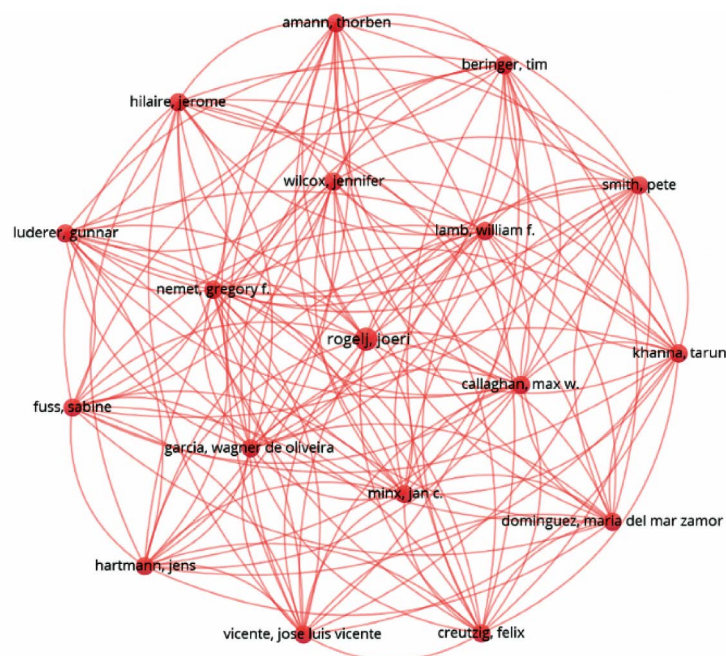 amann, thorben
beringer, tim
hilaire, jerome
wilcox, jennifer
smith, pete
lamb, william f.
luderer, gunnar
nemet, gregory f.
rogelj, joeri
khanna, tarun
callaghan, max w.
fuss, sabine
garcia, wagner de oliveira
minx, jan c.
dominguez, maria del mar zamor
hartmann, jens
vicente, jose luis vicente
creutzig, felix